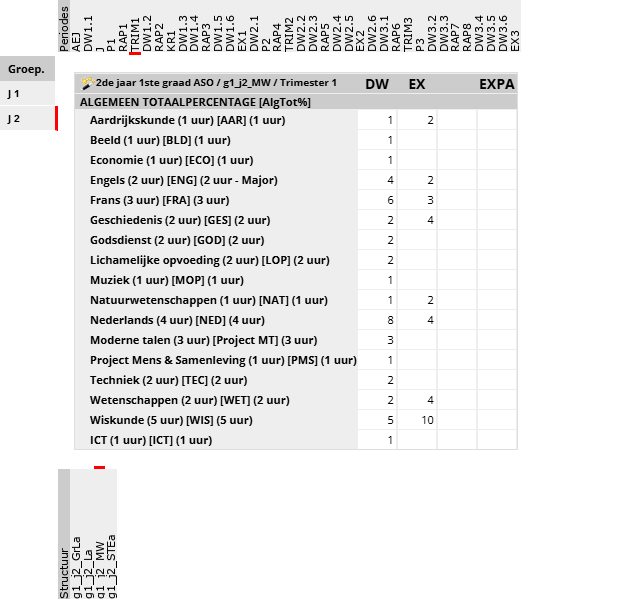 Periodes
AEJ
DW1.1
J
P1
RAP1
TRIM1
DW1.2
RAP2
KR1
DW1.3
DW1.4
RAP3
DW1.5
DW1.6
EX1
DW2.1
P2
RAP4
TRIM2
DW2.2
DW2.3
RAP5
DW2.4
DW2.5
EX2
DW2.6
DW3.1
RAP6
TRIM3
P3
DW3.2
DW3.3
RAP7
RAP8
DW3.4
DW3.5
DW3.6
EX3
Groep.
J 1
J 2
2de jaar 1ste graad ASO / g1_j2_MW / Trimester 1 DW EX EXPA
ALGEMEEN TOTAALPERCENTAGE [AlgTot%]
Aardrijkskunde (1 uur) [AAR] (1 uur) 1 2
Beeld (1 uur) [BLD] (1 uur) 1
Economie (1 uur) [ECO] (1 uur) 1
Engels (2 uur) [ENG] (2 uur - Major) 4 2
Frans (3 uur) [FRA] (3 uur) 6 3
Geschiedenis (2 uur) [GES] (2 uur) 2 4
Godsdienst (2 uur) [GOD] (2 uur) 2
Lichamelijke opvoeding (2 uur) [LOP] (2 uur) 2
Muziek (1 uur) [MOP] (1 uur) 1
Natuurwetenschappen (1 uur) [NAT] (1 uur) 1 2
Nederlands (4 uur) [NED] (4 uur) 8 4
Moderne talen (3 uur) [Project MT] (3 uur) 3
Project Mens & Samenleving (1 uur) [PMS] (1 uur) 1
Techniek (2 uur) [TEC] (2 uur) 2
Wetenschappen (2 uur) [WET] (2 uur) 2 4
Wiskunde (5 uur) [WIS] (5 uur) 5 10
ICT (1 uur) [ICT] (1 uur) 1
Structuur
g1_j2_GrLa
g1_j2_La
g1_j2_MW
g1_j2_STEa